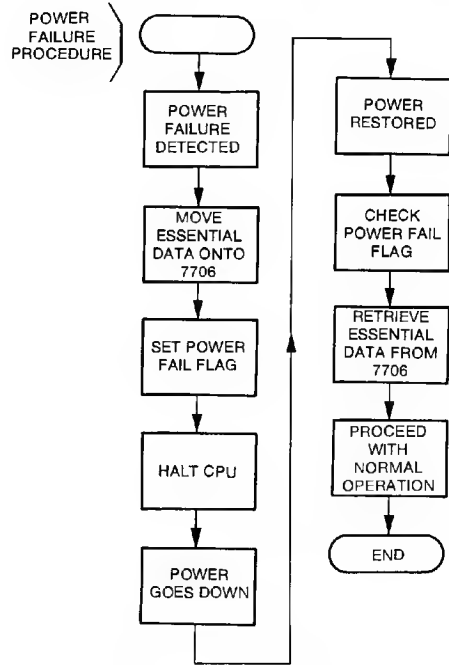 POWER
FAILURE
PROCEDURE
POWER
FAILURE
DETECTED
MOVE
ESSENTIAL
DATA ONTO
7706
SET POWER
FAIL FLAG
HALT CPU
POWER
GOES DOWN
POWER
RESTORED
CHECK
POWER FAIL
FLAG
RETRIEVE
ESSENTIAL
DATA FROM
7706
PROCEED
WITH
NORMAL
OPERATION
END